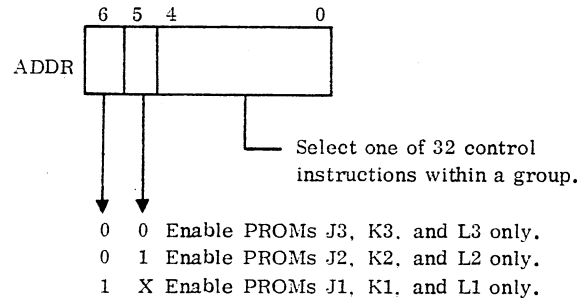 6 5 4 0
ADDR
Select one of 32 control
instructions within a group.
0 0 Enable PROMs J3, K3, and L3 only.
0 1 Enable PROMs J2, K2, and L2 only.
1 X Enable PROMs J1, K1, and L1 only.